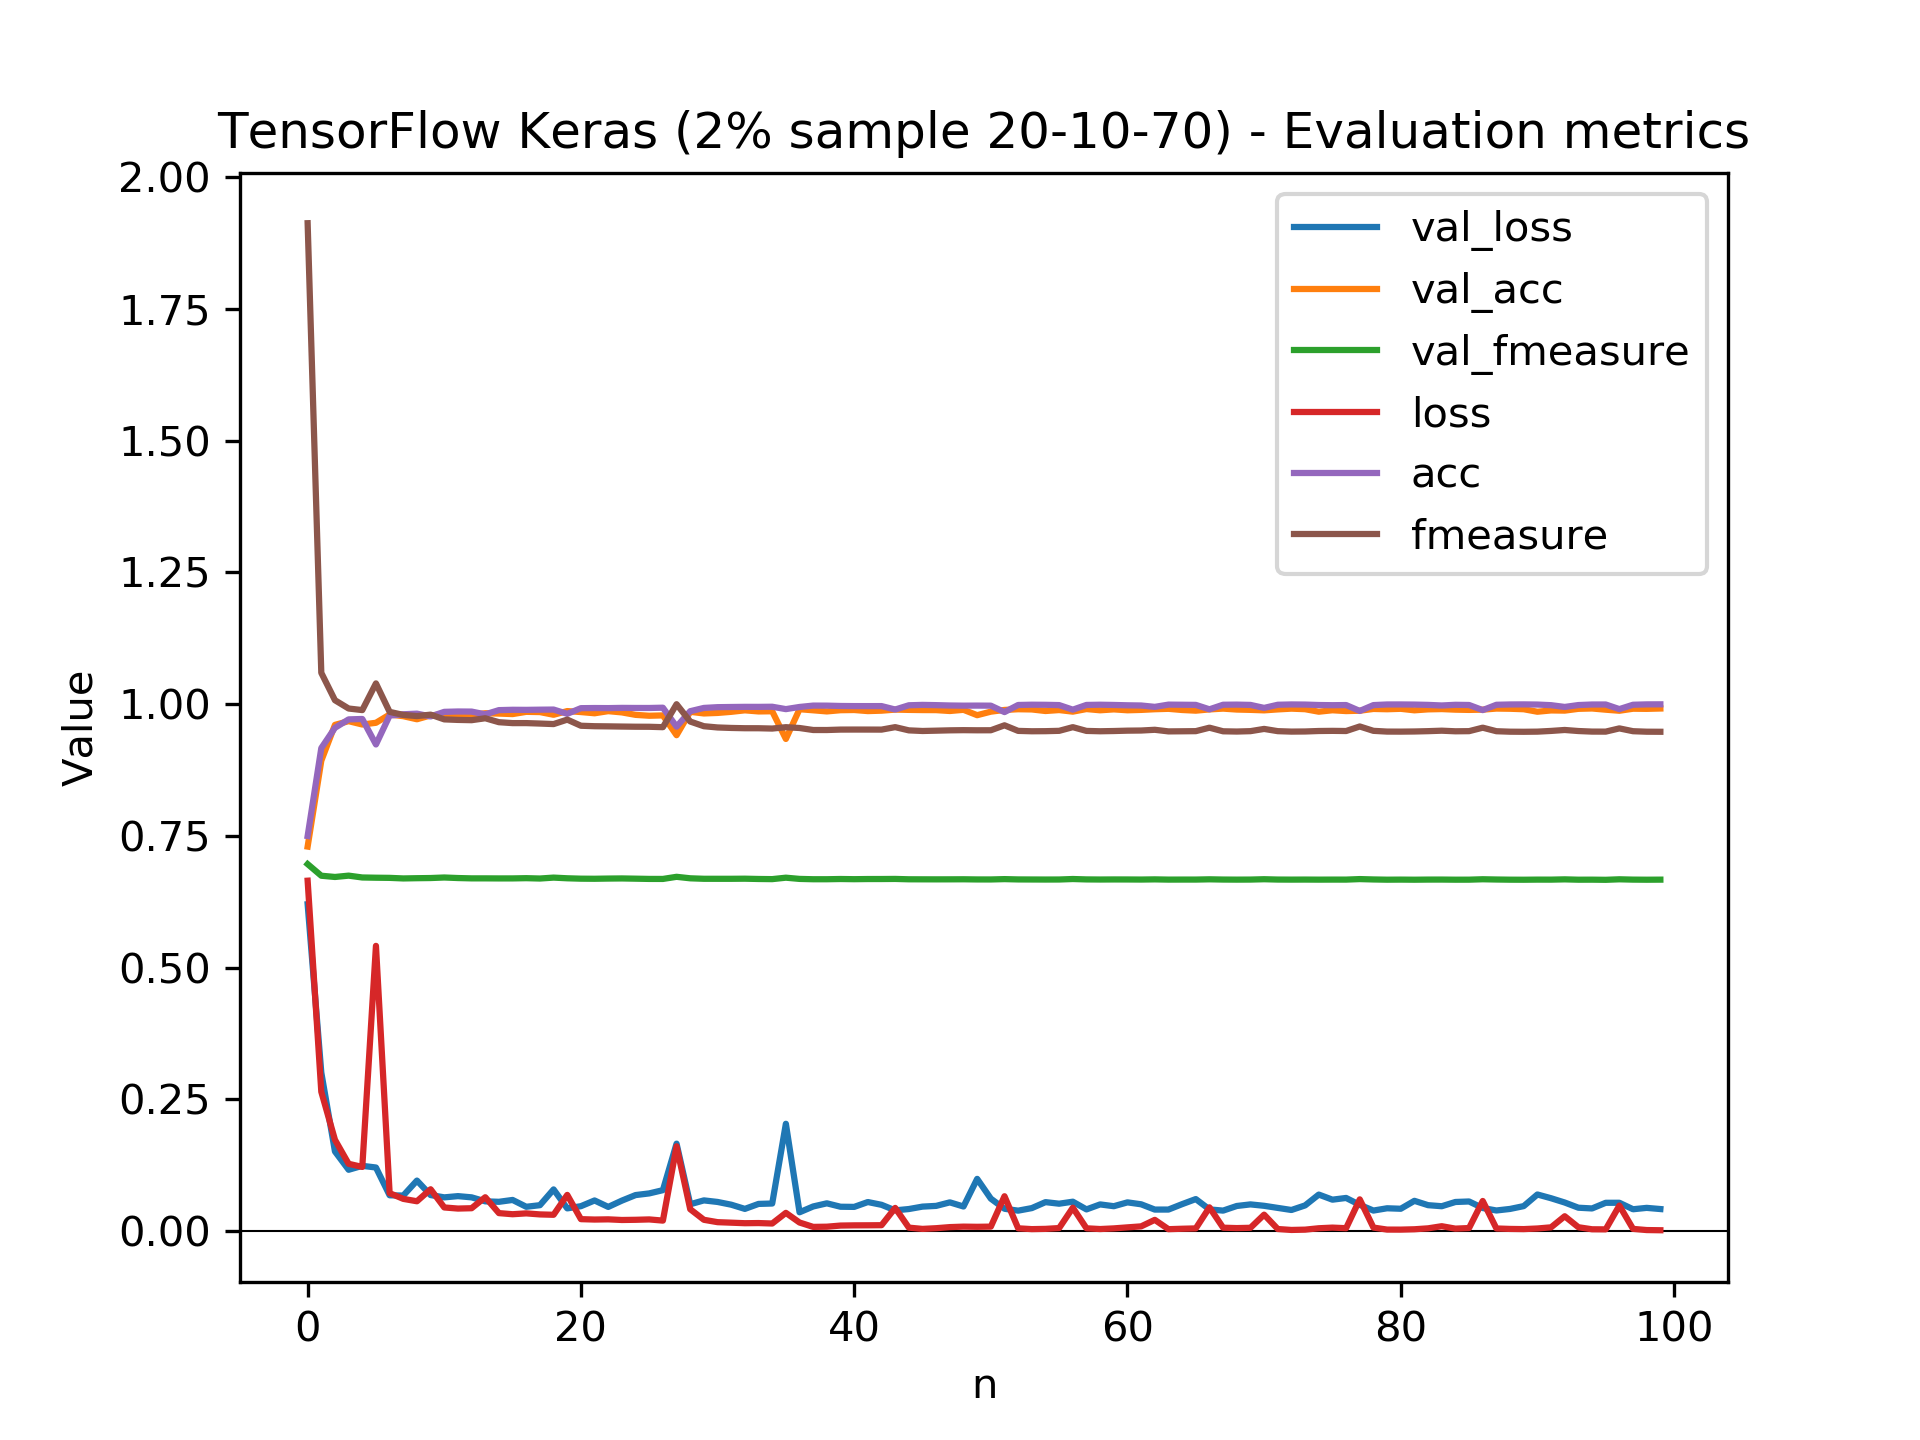 TensorFlow Keras (2% sample 20-10-70) - Evaluation metrics
2.00
1.75
1.50
1.25
1.00
0.75
0.50
0.25
0.00
Value
val_loss
val_acc
val_fmeasure
loss
acc
fmeasure
0 20 40 60 80 100
n